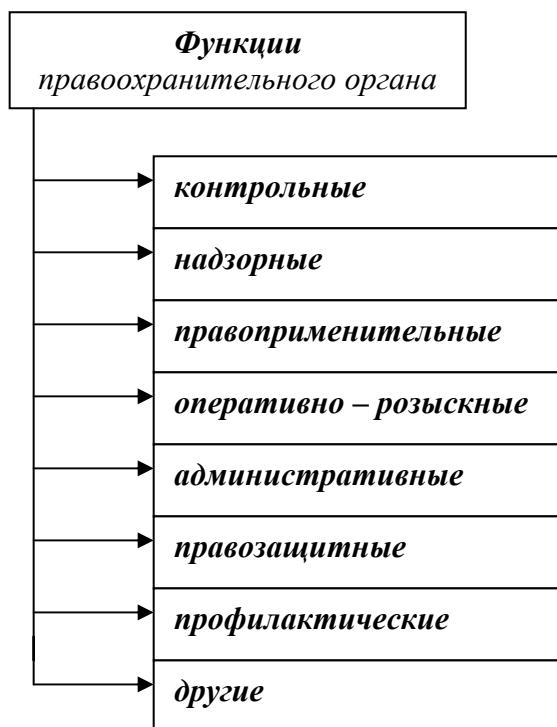 Функции
правоохранительного органа
контрольные
надзорные
правоприменительные
оперативно – розыскные
административные
правозащитные
профилактические
другие